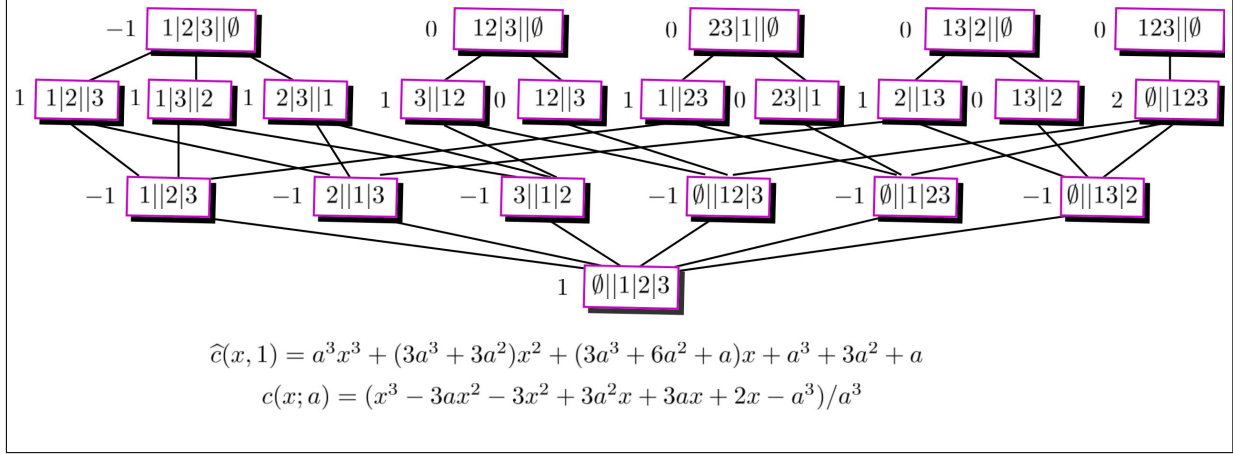 −1 1|2|3||∅ 0 12|3||∅ 0 23|1||∅ 0 13|2||∅ 0 123||∅
1 1|2||3 1 1|3||2 1 2|3||1 1 3||12 0 12||3 1 1||23 0 23||1 1 2||13 0 13||2 2 ∅||123
−1 1||2|3 −1 2||1|3 −1 3||1|2 −1 ∅||12|3 −1 ∅||1|23 −1 ∅||13|2
1 ∅||1|2|3
ĉ(x, 1) = a³x³ + (3a³ + 3a²)x² + (3a³ + 6a² + a)x + a³ + 3a² + a
c(x; a) = (x³ − 3ax² − 3x² + 3a²x + 3ax + 2x − a³)/a³